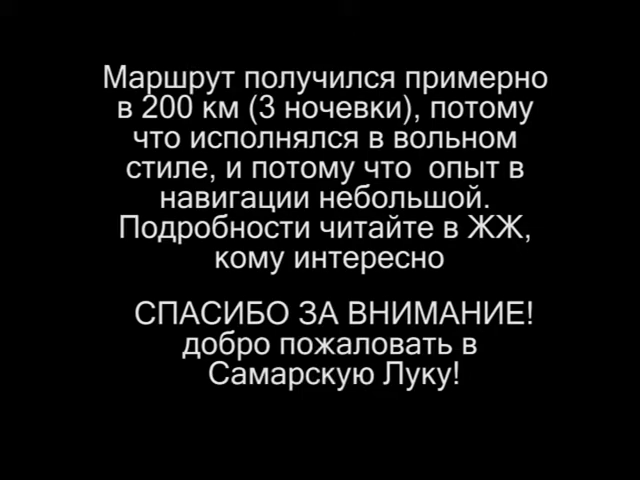 Маршрут получился примерно
в 200 км (3 ночевки), потому
что исполнялся в вольном
стиле, и потому что  опыт в
навигации небольшой.
Подробности читайте в ЖЖ,
кому интересно
СПАСИБО ЗА ВНИМАНИЕ!
добро пожаловать в
Самарскую Луку!